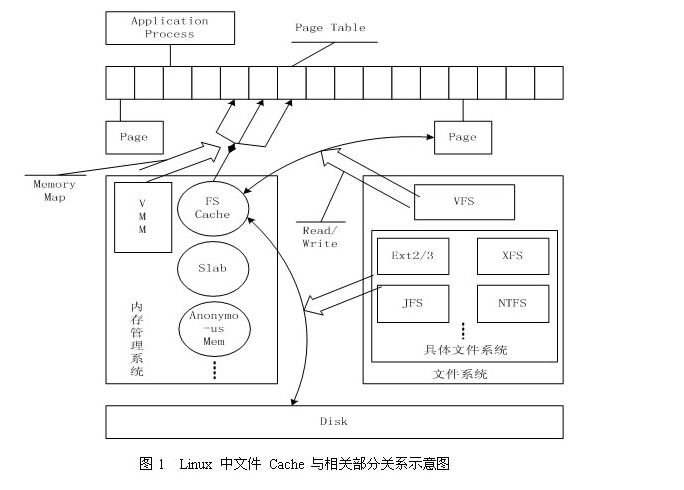 Application
Process
Page Table
Page
Page
Memory
Map
V
M
M
FS
Cache
Read/
Write
VFS
Slab
Ext2/3
XFS
Anonymo
-us
Mem
JFS
NTFS
内
存
管
理
系
统
具体文件系统
文件系统
Disk
图 1 Linux 中文件 Cache 与相关部分关系示意图